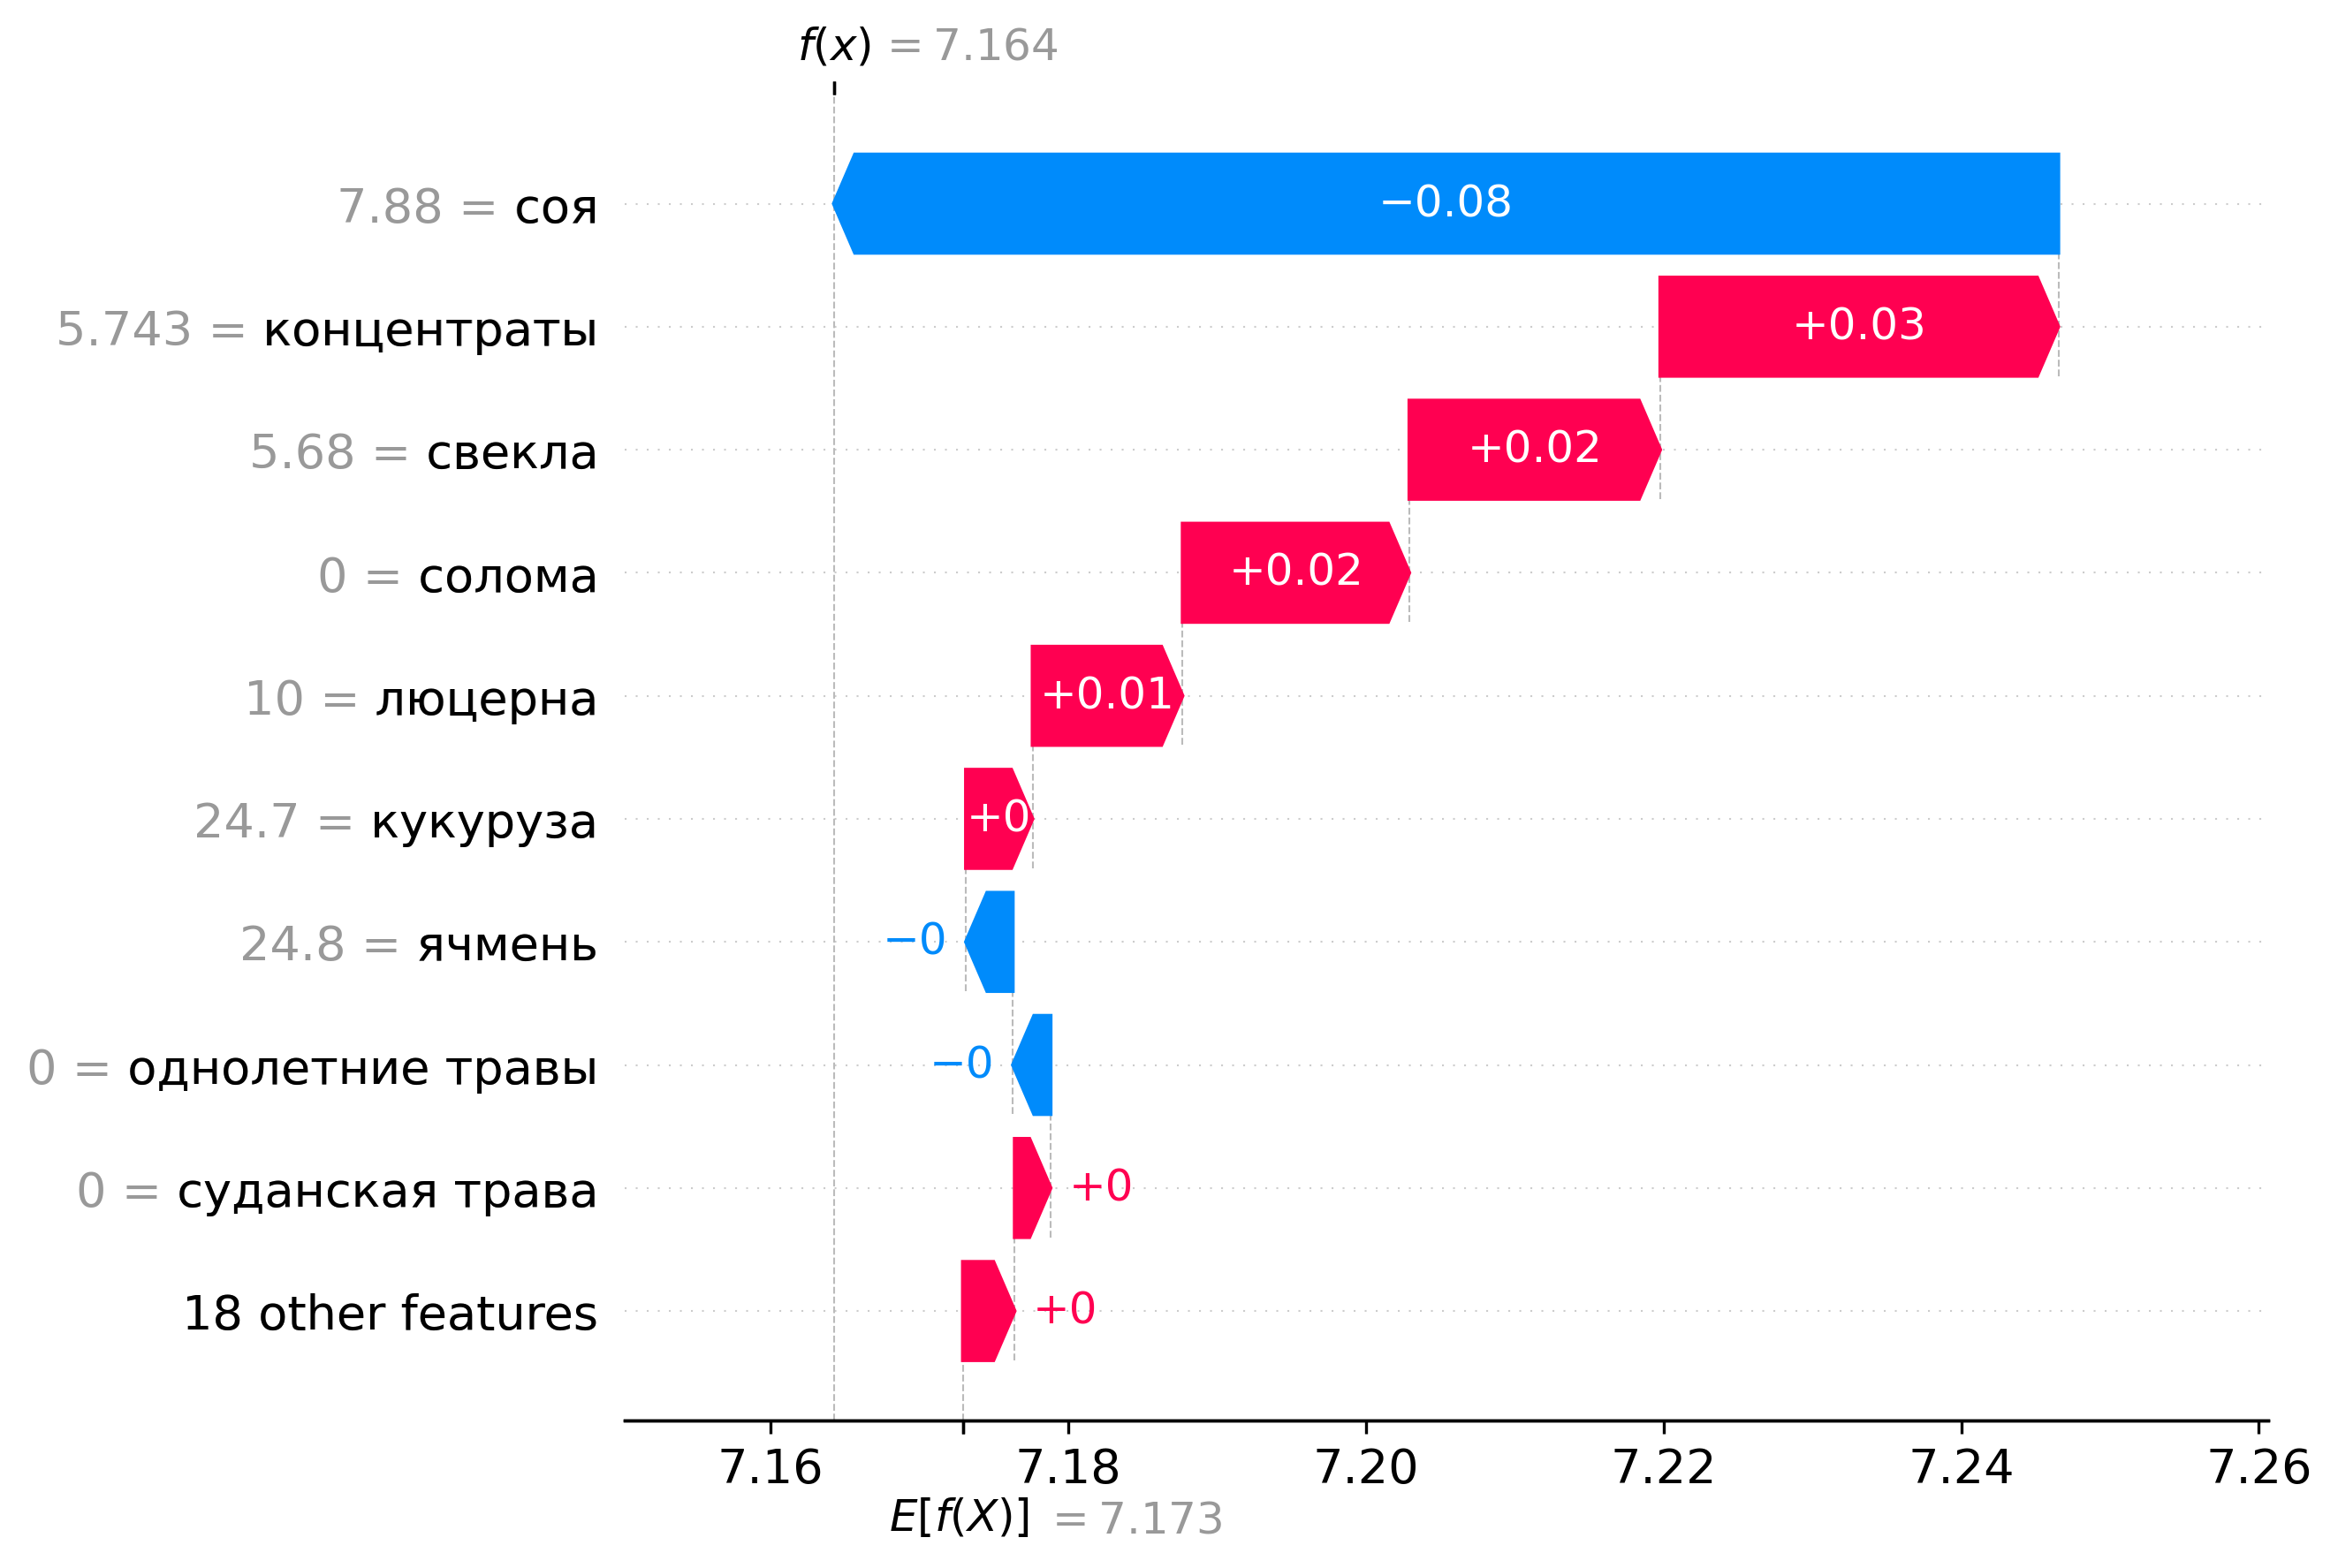 f(x) = 7.164
7.88 = соя −0.08
5.743 = концентраты +0.03
5.68 = свекла +0.02
0 = солома +0.02
10 = люцерна +0.01
24.7 = кукуруза +0
24.8 = ячмень −0
0 = однолетние травы −0
0 = суданская трава +0
18 other features +0
7.16 7.18 7.20 7.22 7.24 7.26
E[f(X)] = 7.173